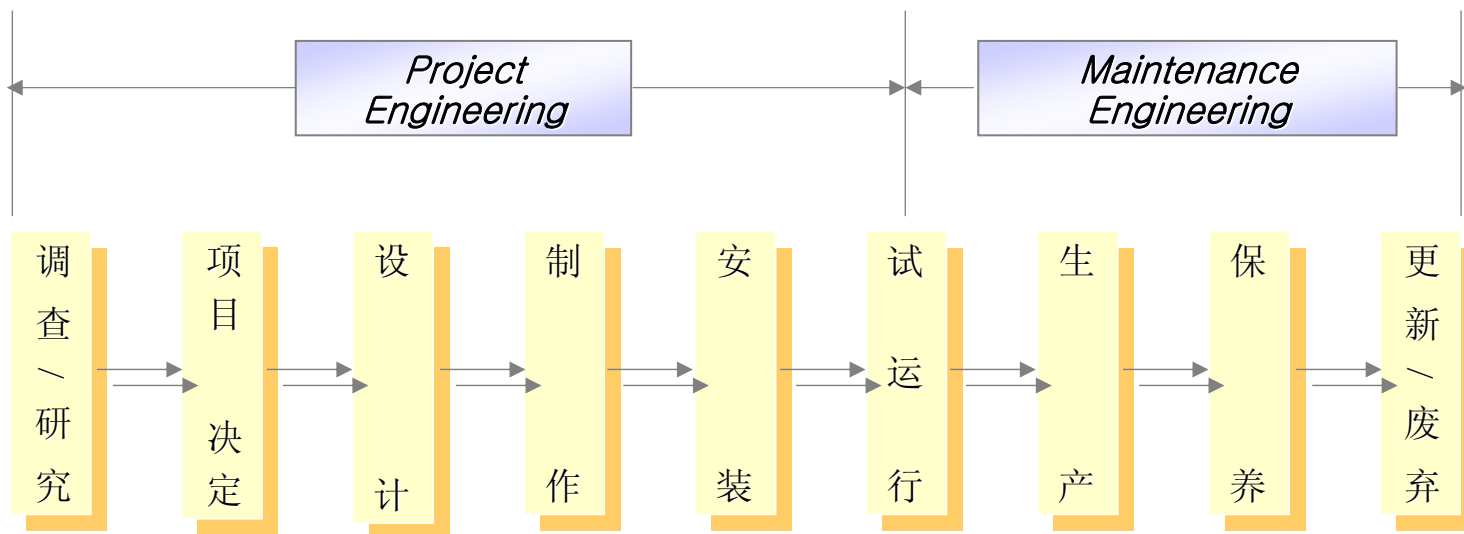 Project
Engineering
Maintenance
Engineering
调查/研究
项目决定
设计
制作
安装
试运行
生产
保养
更新/废弃